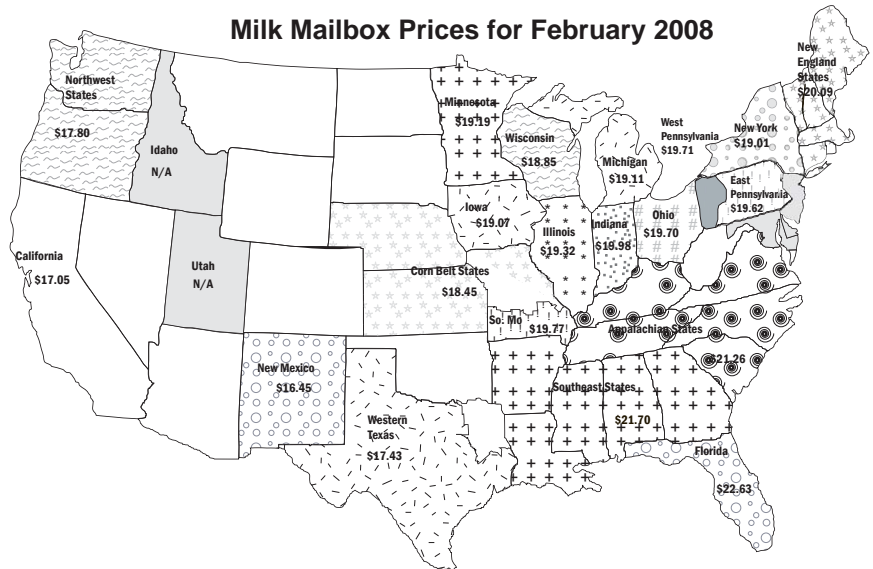 Milk Mailbox Prices for February 2008
Northwest
States
$17.80
Idaho
N/A
California
$17.05
Utah
N/A
New Mexico
$16.45
Western
Texas
$17.43
Minnesota
$19.19
Wisconsin
$18.85
Iowa
$19.07
Corn Belt States
$18.45
So. Mo
$19.77
Illinois
$19.32
Indiana
$19.98
Michigan
$19.11
Ohio
$19.70
West
Pennsylvania
$19.71
New York
$19.01
East
Pennsylvania
$19.62
New
England
States
$20.09
Appalachian States
$21.26
Southeast States
$21.70
Florida
$22.63